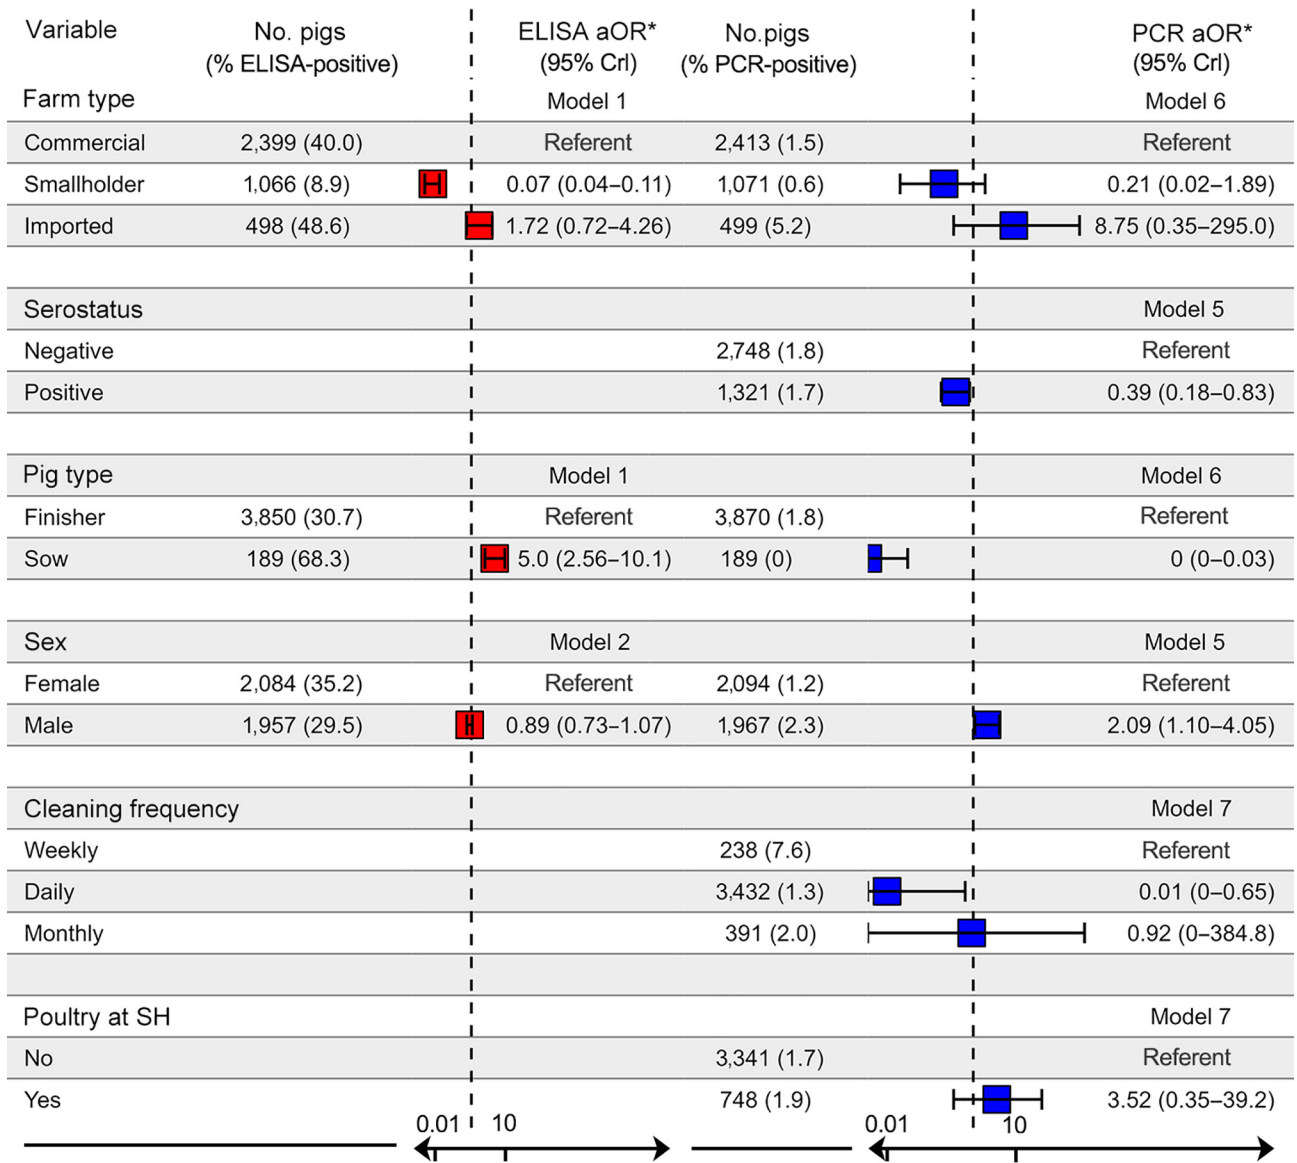 Variable No. pigs ELISA aOR* No.pigs PCR aOR*
(% ELISA-positive) (95% CrI) (% PCR-positive) (95% CrI)
Farm type Model 1 Model 6
Commercial 2,399 (40.0) Referent 2,413 (1.5) Referent
Smallholder 1,066 (8.9) 0.07 (0.04–0.11) 1,071 (0.6) 0.21 (0.02–1.89)
Imported 498 (48.6) 1.72 (0.72–4.26) 499 (5.2) 8.75 (0.35–295.0)
Serostatus Model 5
Negative 2,748 (1.8) Referent
Positive 1,321 (1.7) 0.39 (0.18–0.83)
Pig type Model 1 Model 6
Finisher 3,850 (30.7) Referent 3,870 (1.8) Referent
Sow 189 (68.3) 5.0 (2.56–10.1) 189 (0) 0 (0–0.03)
Sex Model 2 Model 5
Female 2,084 (35.2) Referent 2,094 (1.2) Referent
Male 1,957 (29.5) 0.89 (0.73–1.07) 1,967 (2.3) 2.09 (1.10–4.05)
Cleaning frequency Model 7
Weekly 238 (7.6) Referent
Daily 3,432 (1.3) 0.01 (0–0.65)
Monthly 391 (2.0) 0.92 (0–384.8)
Poultry at SH Model 7
No 3,341 (1.7) Referent
Yes 748 (1.9) 3.52 (0.35–39.2)
0.01 10 0.01 10